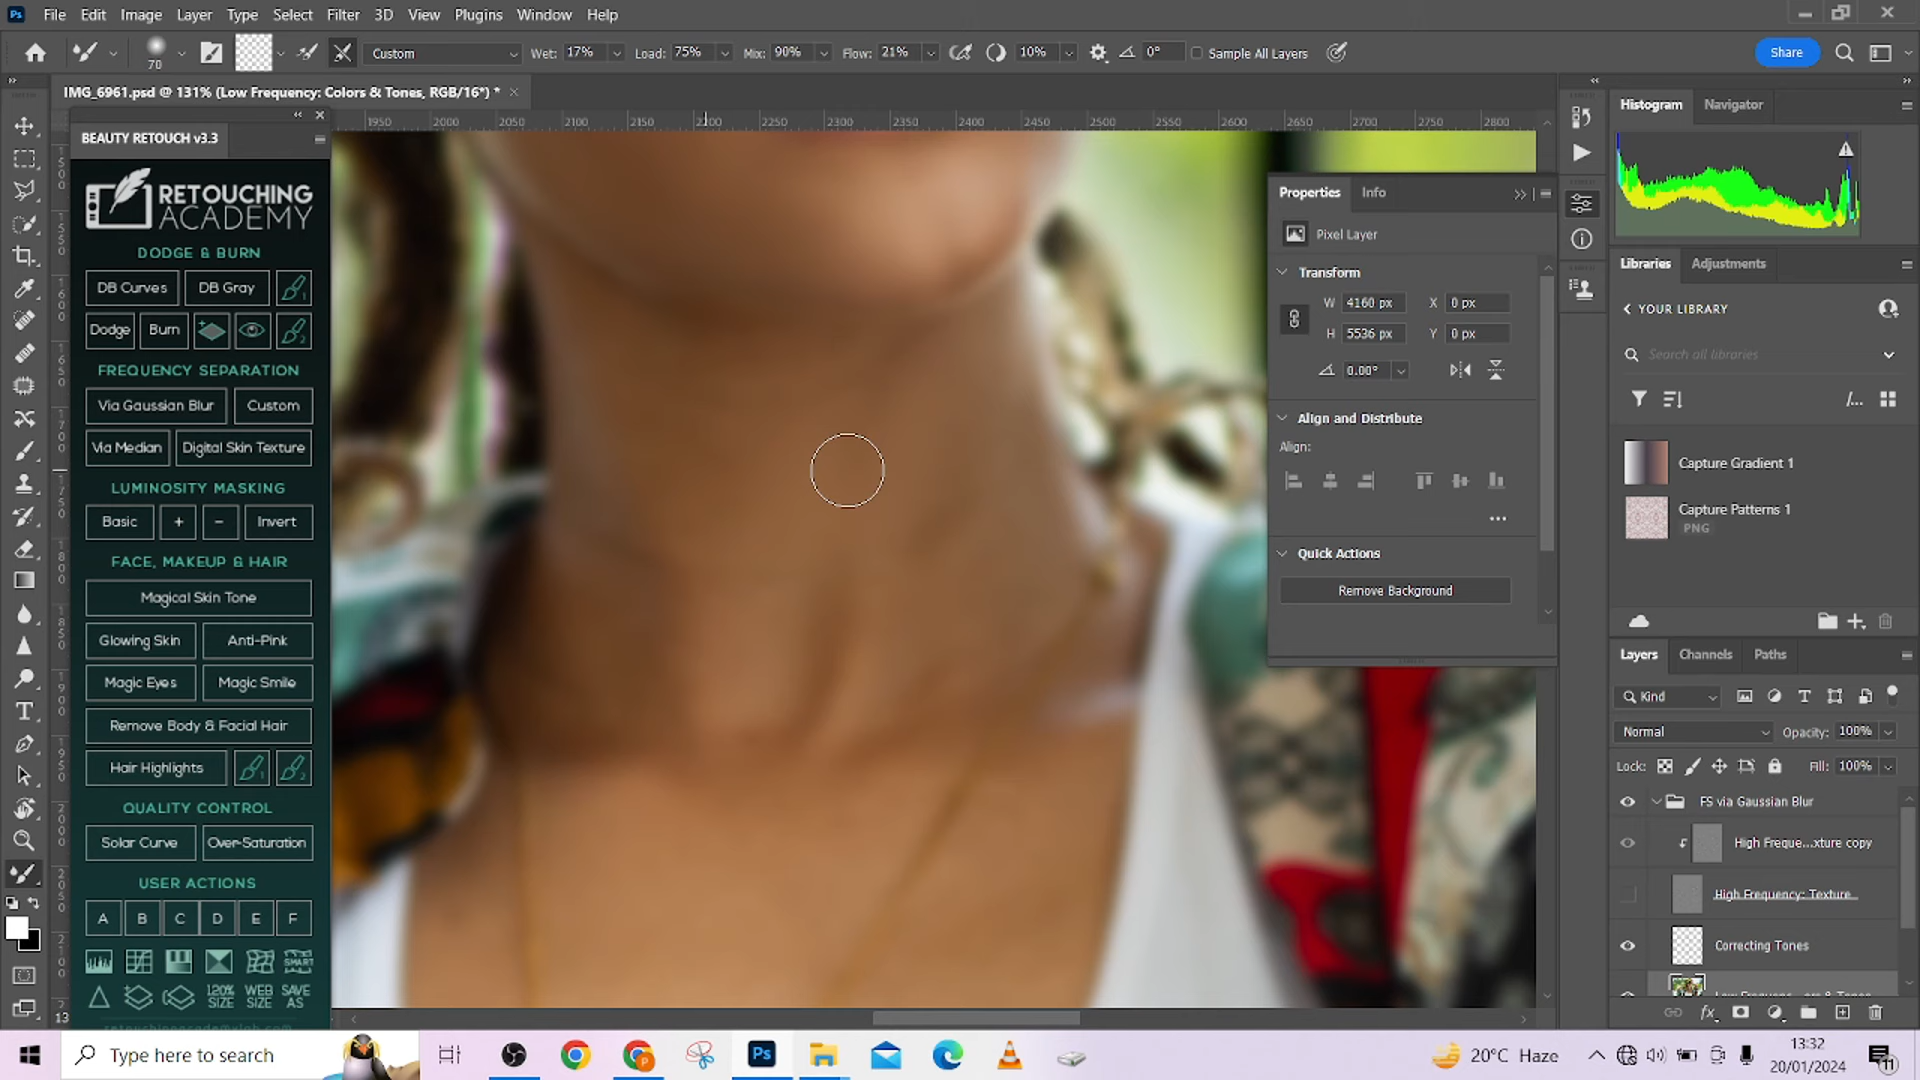 Ps File Edit Image Layer Type Select Filter 3D View Plugins Window Help
70 Custom Wet: 17% Load: 75% Mix: 90% Flow: 21% 10% 0° Sample All Layers Share
IMG_6961.psd @ 131% (Low Frequency: Colors & Tones, RGB/16*) *
1950 2000 2050 2100 2150 2200 2250 2300 2350 2400 2450 2500 2550 2600 2650 2700 2750 2800
BEAUTY RETOUCH v3.3
RETOUCHING
ACADEMY
DODGE & BURN
DB Curves DB Gray 1
Dodge Burn 2
FREQUENCY SEPARATION
Via Gaussian Blur Custom
Via Median Digital Skin Texture
LUMINOSITY MASKING
Basic + − Invert
FACE, MAKEUP & HAIR
Magical Skin Tone
Glowing Skin Anti-Pink
Magic Eyes Magic Smile
Remove Body & Facial Hair
Hair Highlights 1 2
QUALITY CONTROL
Solar Curve Over-Saturation
USER ACTIONS
A B C D E F
SMART
120% SIZE WEB SIZE SAVE AS
Properties Info
Pixel Layer
Transform
W 4160 px X 0 px
H 5536 px Y 0 px
0.00°
Align and Distribute
Align:
Quick Actions
Remove Background
Histogram Navigator
Libraries Adjustments
YOUR LIBRARY
Search all libraries
Capture Gradient 1
Capture Patterns 1
PNG
Layers Channels Paths
Kind
Normal Opacity: 100%
Lock: Fill: 100%
FS via Gaussian Blur
High Freque...xture copy
High Frequency: Texture
Correcting Tones
Type here to search
Ps
20°C Haze
13:32
20/01/2024
11